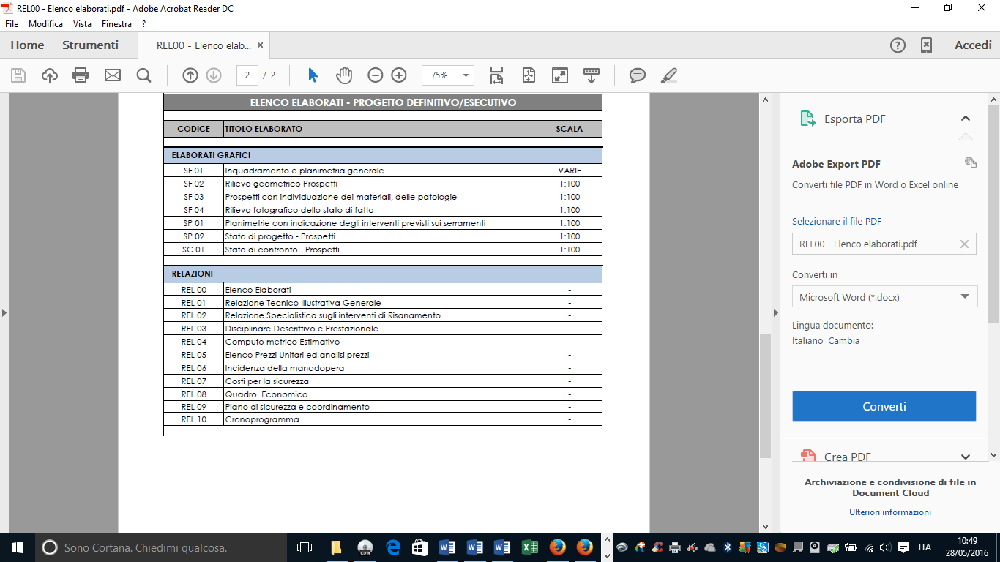 REL00 - Elenco elaborati.pdf - Adobe Acrobat Reader DC
File Modifica Vista Finestra ?
Home Strumenti REL00 - Elenco elab... × Accedi
2 / 2 75%
ELENCO ELABORATI - PROGETTO DEFINITIVO/ESECUTIVO
CODICE TITOLO ELABORATO SCALA
ELABORATI GRAFICI
SF 01 Inquadramento e planimetria generale VARIE
SF 02 Rilievo geometrico Prospetti 1:100
SF 03 Prospetti con individuazione dei materiali, delle patologie 1:100
SF 04 Rilievo fotografico dello stato di fatto 1:100
SP 01 Planimetrie con indicazione degli interventi previsti sui serramenti 1:100
SP 02 Stato di progetto - Prospetti 1:100
SC 01 Stato di confronto - Prospetti 1:100
RELAZIONI
REL 00 Elenco Elaborati -
REL 01 Relazione Tecnico Illustrativa Generale -
REL 02 Relazione Specialistica sugli interventi di Risanamento -
REL 03 Disciplinare Descrittivo e Prestazionale -
REL 04 Computo metrico Estimativo -
REL 05 Elenco Prezzi Unitari ed analisi prezzi -
REL 06 Incidenza della manodopera -
REL 07 Costi per la sicurezza -
REL 08 Quadro Economico -
REL 09 Piano di sicurezza e coordinamento -
REL 10 Cronoprogramma -
Esporta PDF
Adobe Export PDF
Converti file PDF in Word o Excel online
Selezionare il file PDF
REL00 - Elenco elaborati.pdf
Converti in
Microsoft Word (*.docx)
Lingua documento:
Italiano Cambia
Converti
Crea PDF
Archiviazione e condivisione di file in
Document Cloud
Ulteriori informazioni
Sono Cortana. Chiedimi qualcosa.
ITA
10:49
28/05/2016